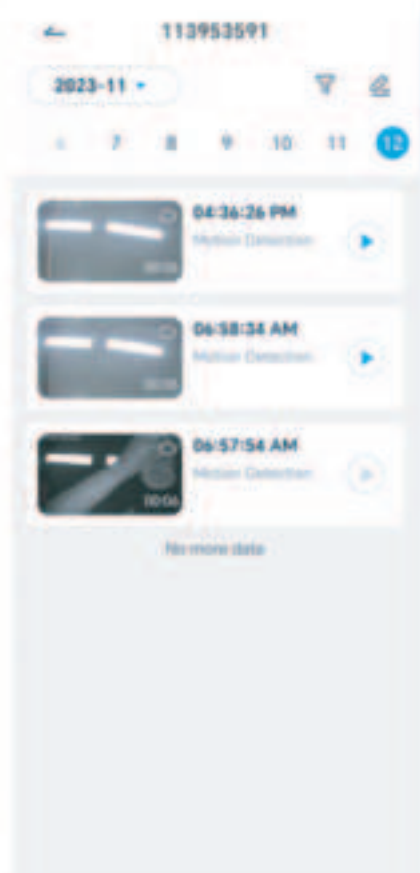 113953591
2023-11
6 7 8 9 10 11 12
04:36:26 PM
Motion Detection
06:58:34 AM
Motion Detection
06:57:54 AM
Motion Detection
00:06
No more data